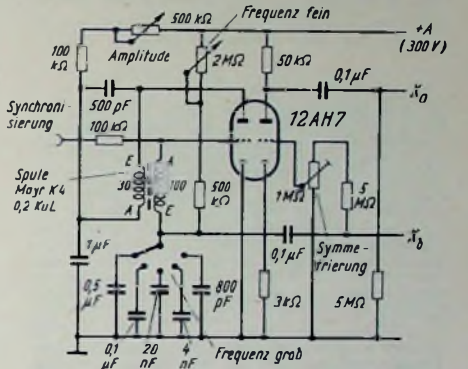 500 kΩ
Frequenz fein
+A
(300 V)
100
kΩ
Amplitude
2 MΩ
50 kΩ
0,1 µF
X̃a
500 pF
12AH7
Synchroni-
sierung
100 kΩ
E
A
Spule
Mayr K4
0,2 KuL
30
100
A
E
500
kΩ
1 MΩ
5
MΩ
X̃b
1 µF
0,1
µF
Symme-
trierung
0,5
µF
800
pF
3 kΩ
5 MΩ
0,1
µF
20
nF
4
nF
Frequenz grob